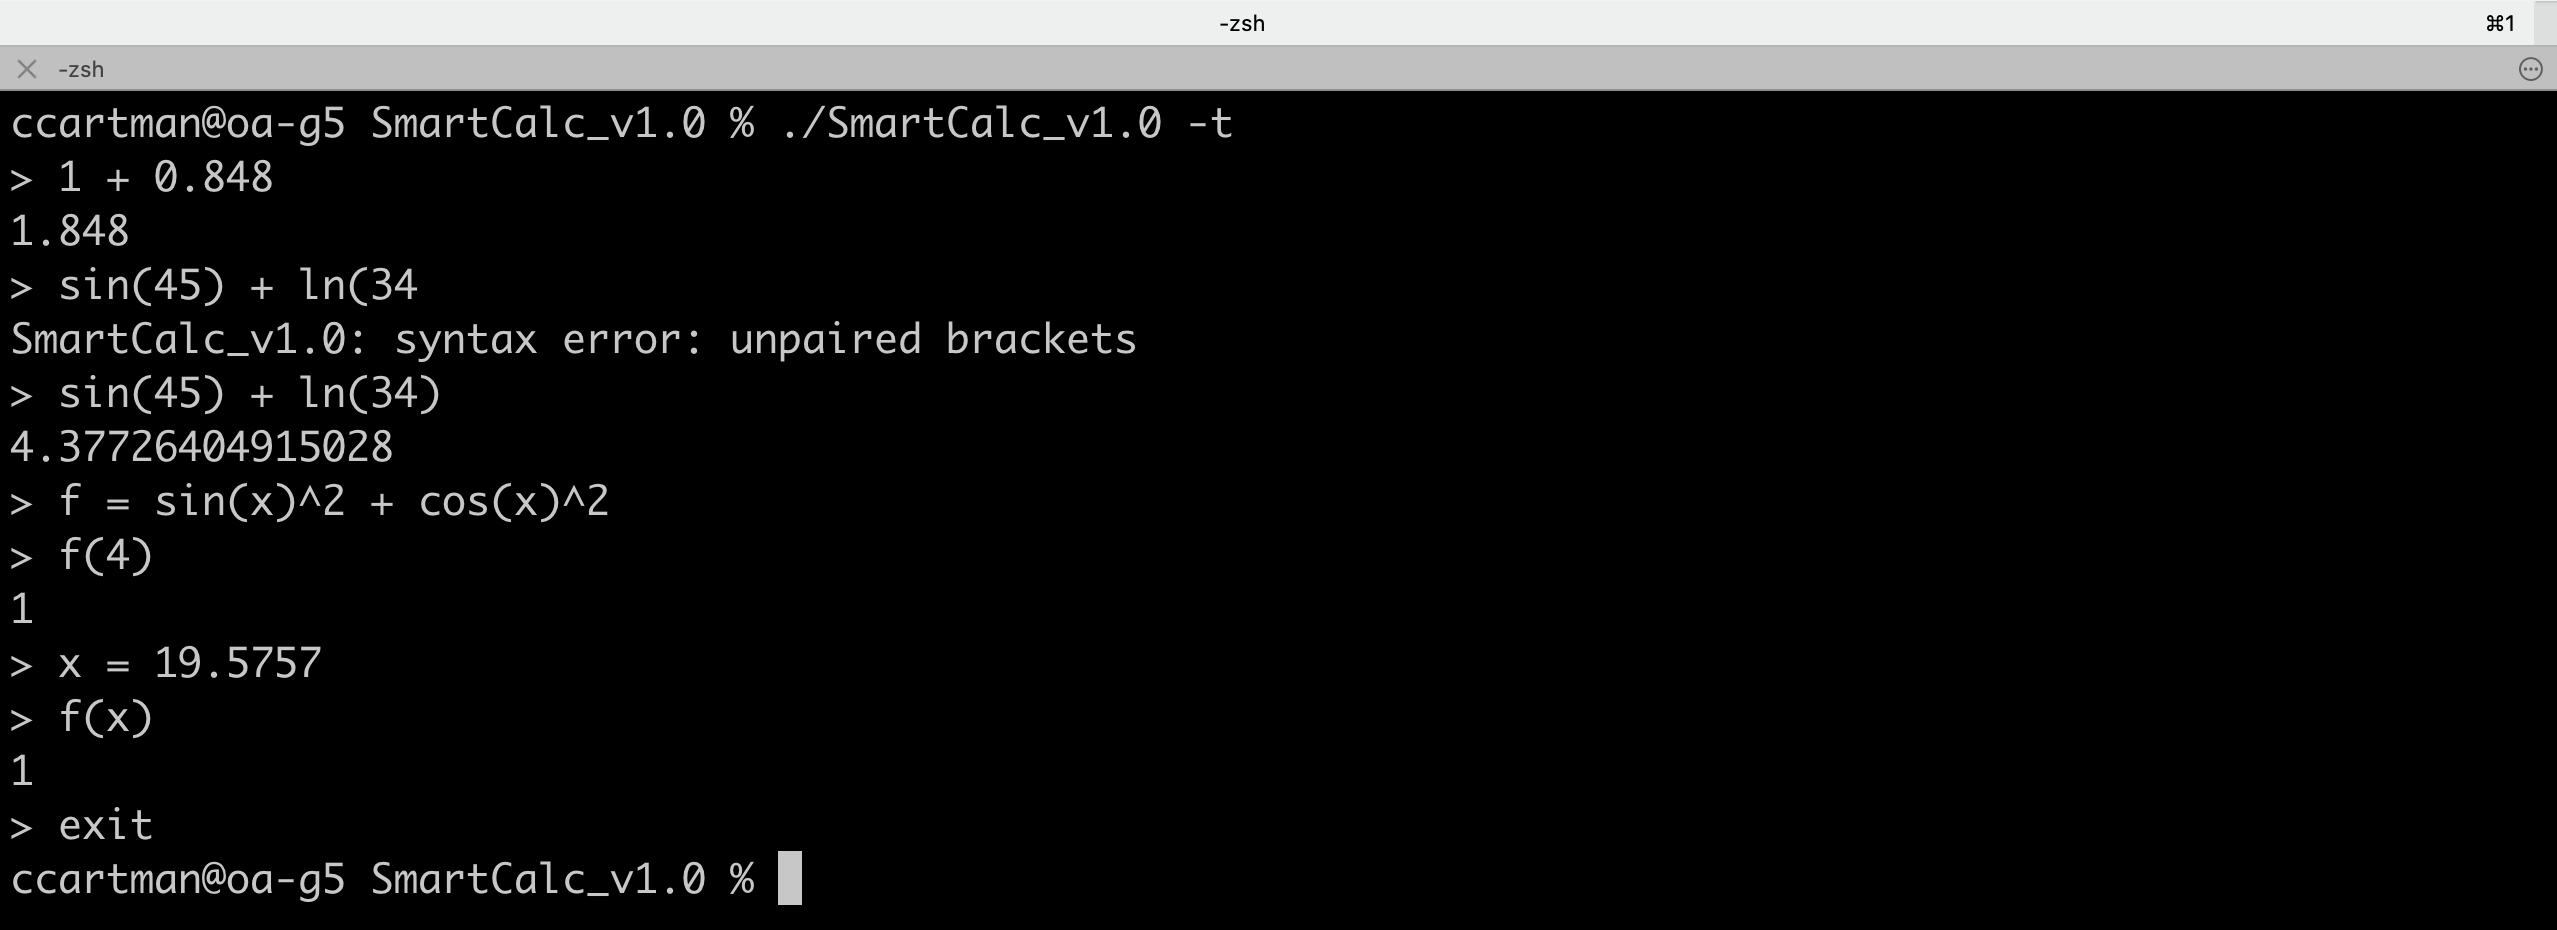 -zsh ⌘1
-zsh
ccartman@oa-g5 SmartCalc_v1.0 % ./SmartCalc_v1.0 -t
> 1 + 0.848
1.848
> sin(45) + ln(34
SmartCalc_v1.0: syntax error: unpaired brackets
> sin(45) + ln(34)
4.37726404915028
> f = sin(x)^2 + cos(x)^2
> f(4)
1
> x = 19.5757
> f(x)
1
> exit
ccartman@oa-g5 SmartCalc_v1.0 %